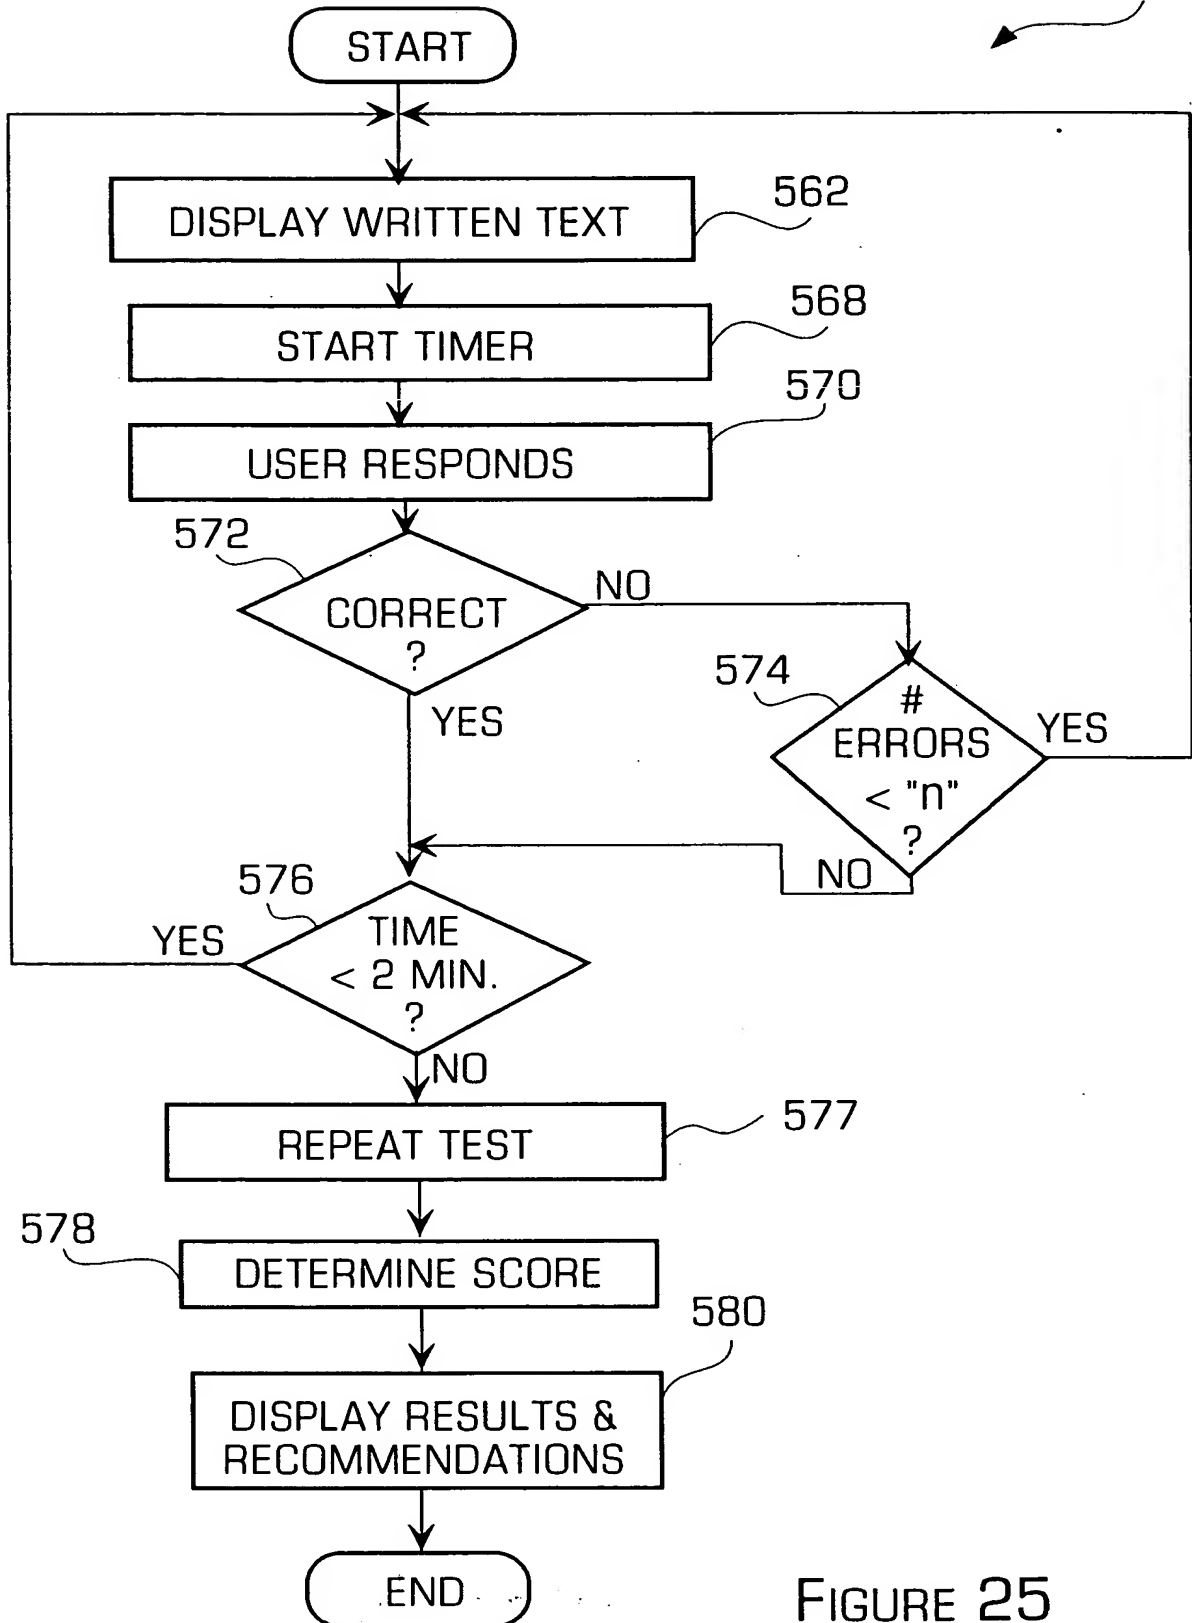 START
DISPLAY WRITTEN TEXT
562
START TIMER
568
USER RESPONDS
570
572
CORRECT
?
NO
YES
574
#
ERRORS
< "n"
?
YES
NO
576
TIME
< 2 MIN.
?
YES
NO
REPEAT TEST
577
578
DETERMINE SCORE
580
DISPLAY RESULTS &
RECOMMENDATIONS
END
FIGURE 25